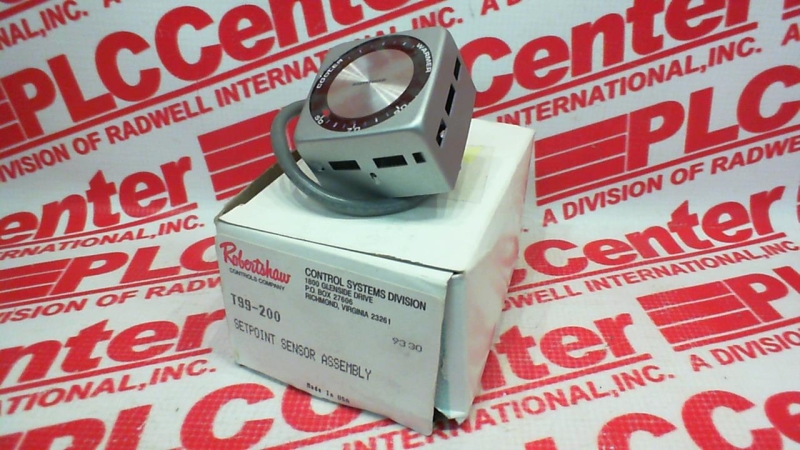 PLCCenter
A DIVISION OF RADWELL INTERNATIONAL, INC.
COOLER
WARMER
Robertshaw
CONTROLS COMPANY
CONTROL SYSTEMS DIVISION
1800 GLENSIDE DRIVE
P.O. BOX 27606
RICHMOND, VIRGINIA 23261
T99-200
9330
SETPOINT SENSOR ASSEMBLY
Made In USA